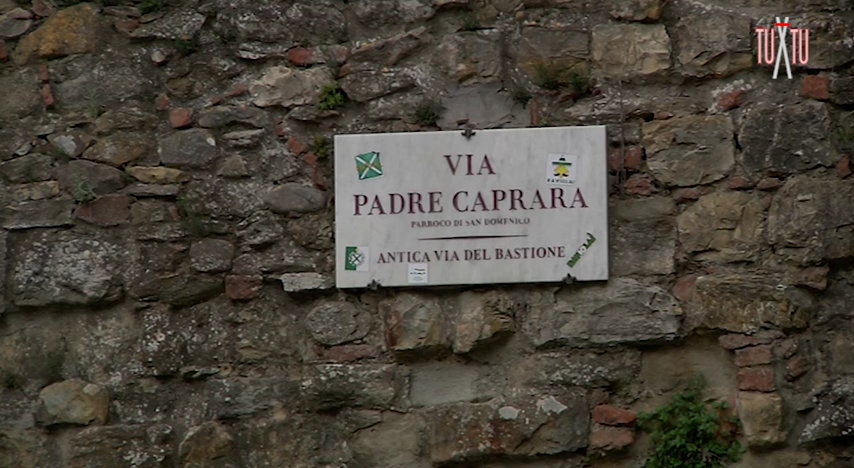 TUXTU
VIA
PADRE CAPRARA
PARROCO DI SAN DOMENICO
ANTICA VIA DEL BASTIONE